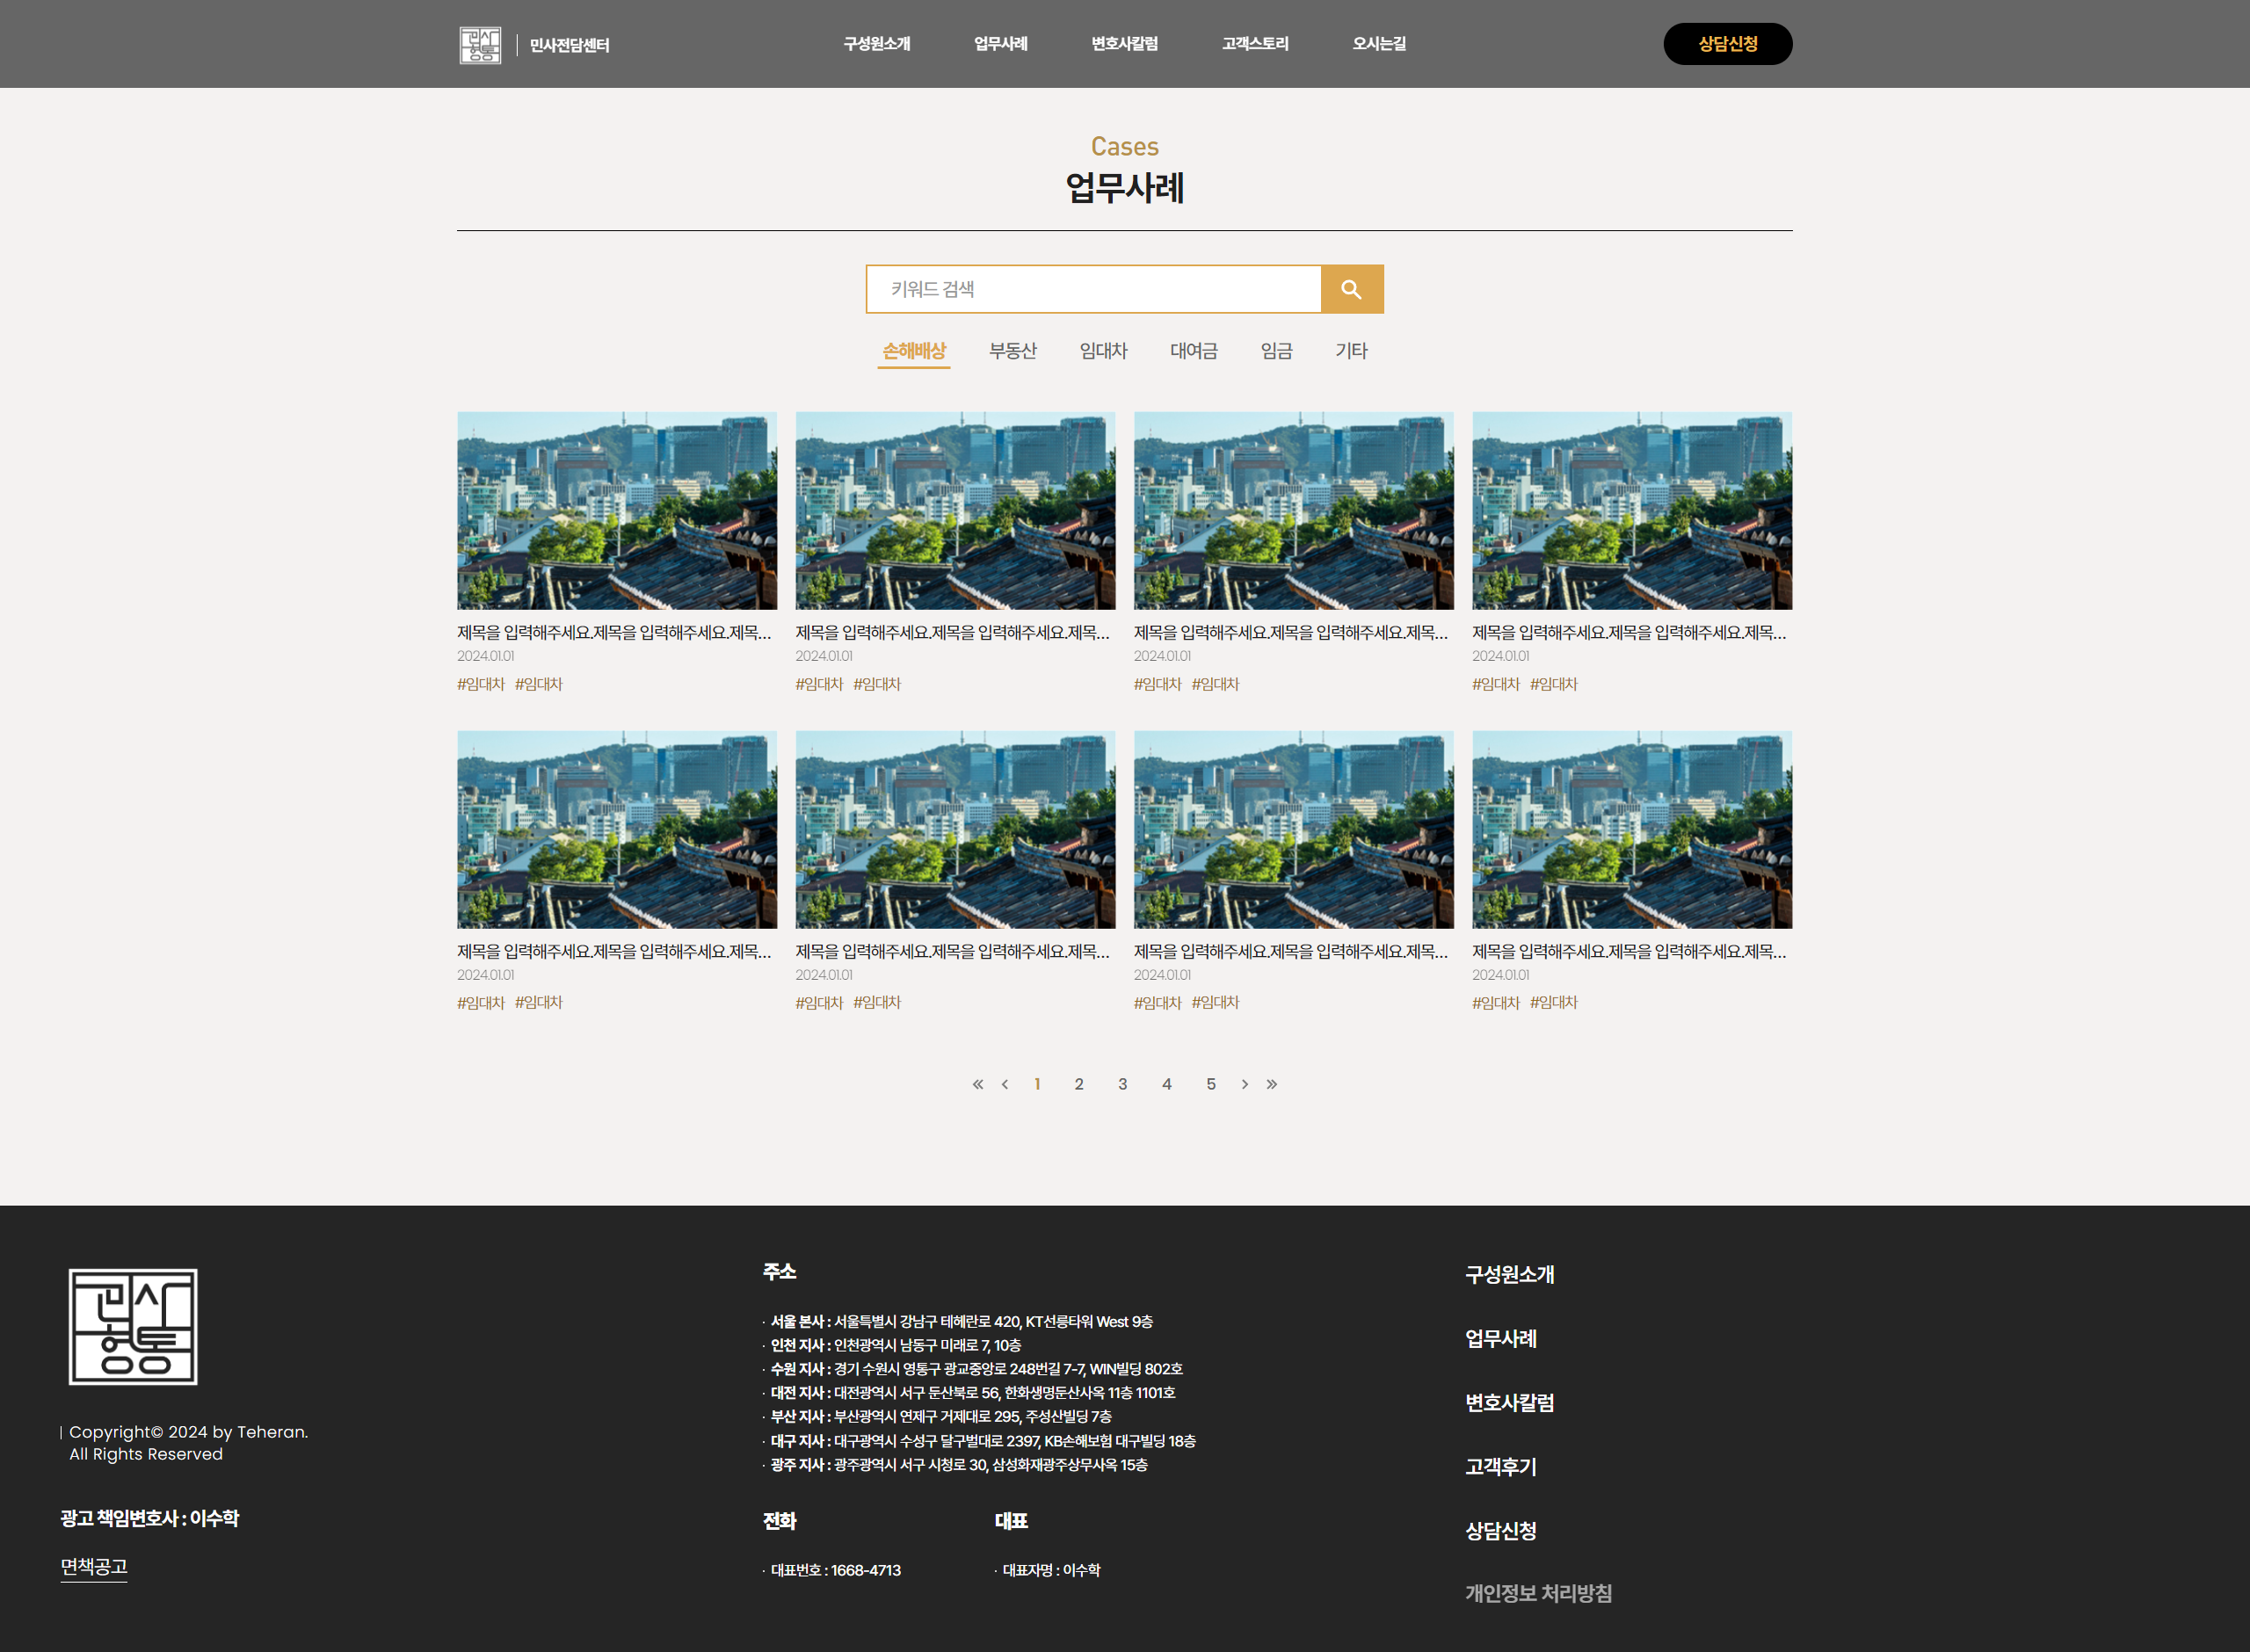 민사형통
민사전담센터
구성원소개 업무사례 변호사칼럼 고객스토리 오시는길
상담신청
Cases
업무사례
키워드 검색
손해배상 부동산 임대차 대여금 임금 기타
제목을 입력해주세요.제목을 입력해주세요.제목...
2024.01.01
#임대차 #임대차
제목을 입력해주세요.제목을 입력해주세요.제목...
2024.01.01
#임대차 #임대차
제목을 입력해주세요.제목을 입력해주세요.제목...
2024.01.01
#임대차 #임대차
제목을 입력해주세요.제목을 입력해주세요.제목...
2024.01.01
#임대차 #임대차
제목을 입력해주세요.제목을 입력해주세요.제목...
2024.01.01
#임대차 #임대차
제목을 입력해주세요.제목을 입력해주세요.제목...
2024.01.01
#임대차 #임대차
제목을 입력해주세요.제목을 입력해주세요.제목...
2024.01.01
#임대차 #임대차
제목을 입력해주세요.제목을 입력해주세요.제목...
2024.01.01
#임대차 #임대차
« ‹ 1 2 3 4 5 › »
민사형통
Copyright© 2024 by Teheran.
All Rights Reserved
광고 책임변호사 : 이수학
면책공고
주소
· 서울 본사 : 서울특별시 강남구 테헤란로 420, KT선릉타워 West 9층
· 인천 지사 : 인천광역시 남동구 미래로 7, 10층
· 수원 지사 : 경기 수원시 영통구 광교중앙로 248번길 7-7, WIN빌딩 802호
· 대전 지사 : 대전광역시 서구 둔산북로 56, 한화생명둔산사옥 11층 1101호
· 부산 지사 : 부산광역시 연제구 거제대로 295, 주성산빌딩 7층
· 대구 지사 : 대구광역시 수성구 달구벌대로 2397, KB손해보험 대구빌딩 18층
· 광주 지사 : 광주광역시 서구 시청로 30, 삼성화재광주상무사옥 15층
전화
· 대표번호 : 1668-4713
대표
· 대표자명 : 이수학
구성원소개
업무사례
변호사칼럼
고객후기
상담신청
개인정보 처리방침